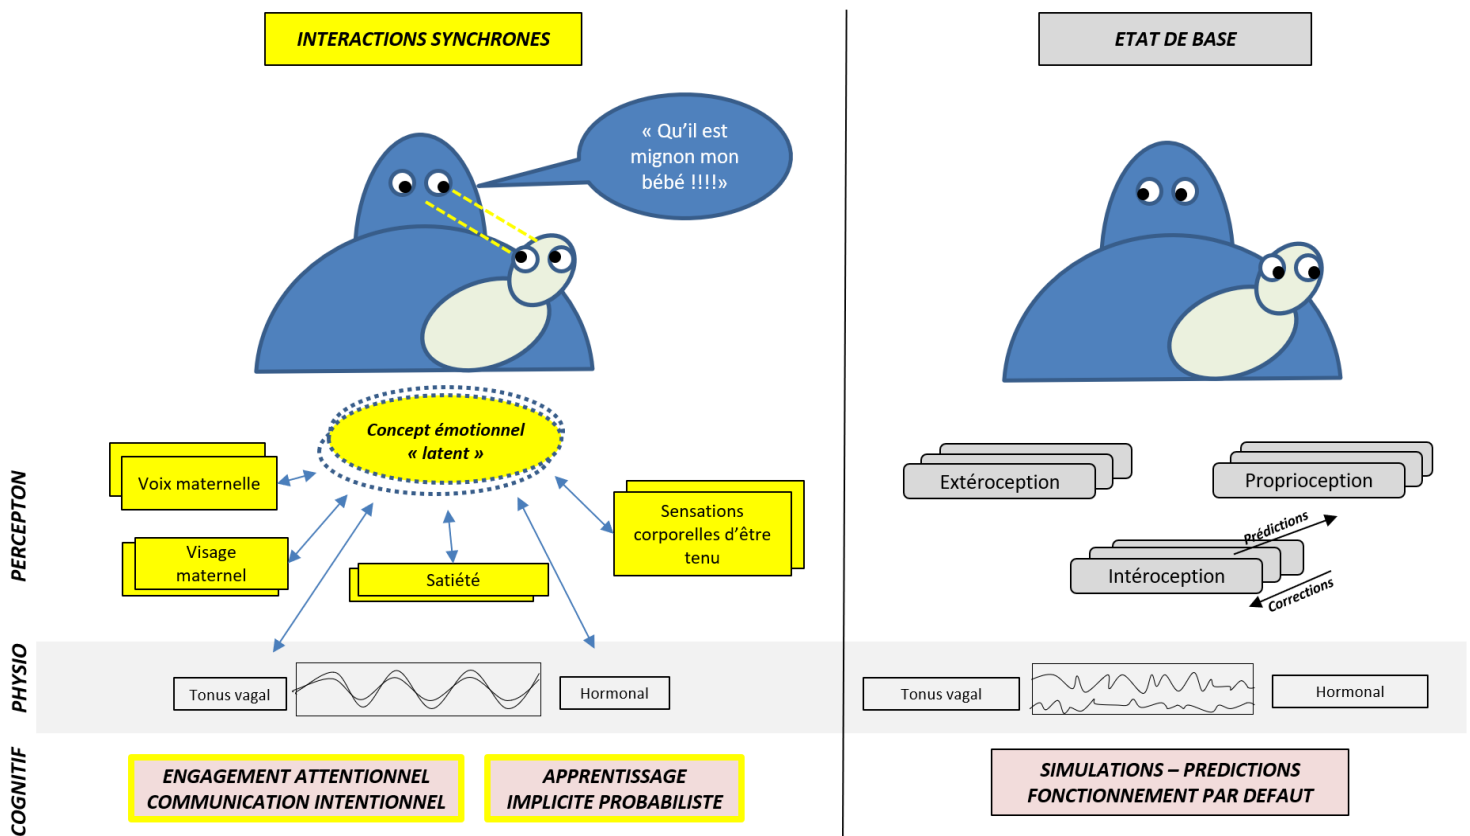 INTERACTIONS SYNCHRONES
ETAT DE BASE
« Qu'il est
mignon mon
bébé !!!!»
Concept émotionnel
« latent »
Voix maternelle
Visage
maternel
Satiété
Sensations
corporelles d'être
tenu
Extéroception
Proprioception
Intéroception
Prédictions
Corrections
PERCEPTON
PHYSIO
Tonus vagal
Hormonal
Tonus vagal
Hormonal
COGNITIF
ENGAGEMENT ATTENTIONNEL
COMMUNICATION INTENTIONNEL
APPRENTISSAGE
IMPLICITE PROBABILISTE
SIMULATIONS – PREDICTIONS
FONCTIONNEMENT PAR DEFAUT